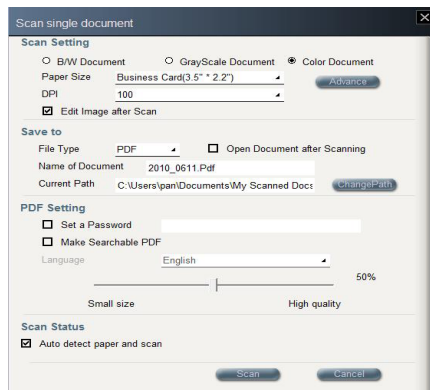 Scan single document
Scan Setting
B/W Document GrayScale Document Color Document
Paper Size Business Card(3.5" * 2.2") Advance
DPI 100
Edit Image after Scan
Save to
File Type PDF Open Document after Scanning
Name of Document 2010_0611.Pdf
Current Path C:\Users\pan\Documents\My Scanned Docs ChangePath
PDF Setting
Set a Password
Make Searchable PDF
Language English
50%
Small size High quality
Scan Status
Auto detect paper and scan
Scan Cancel